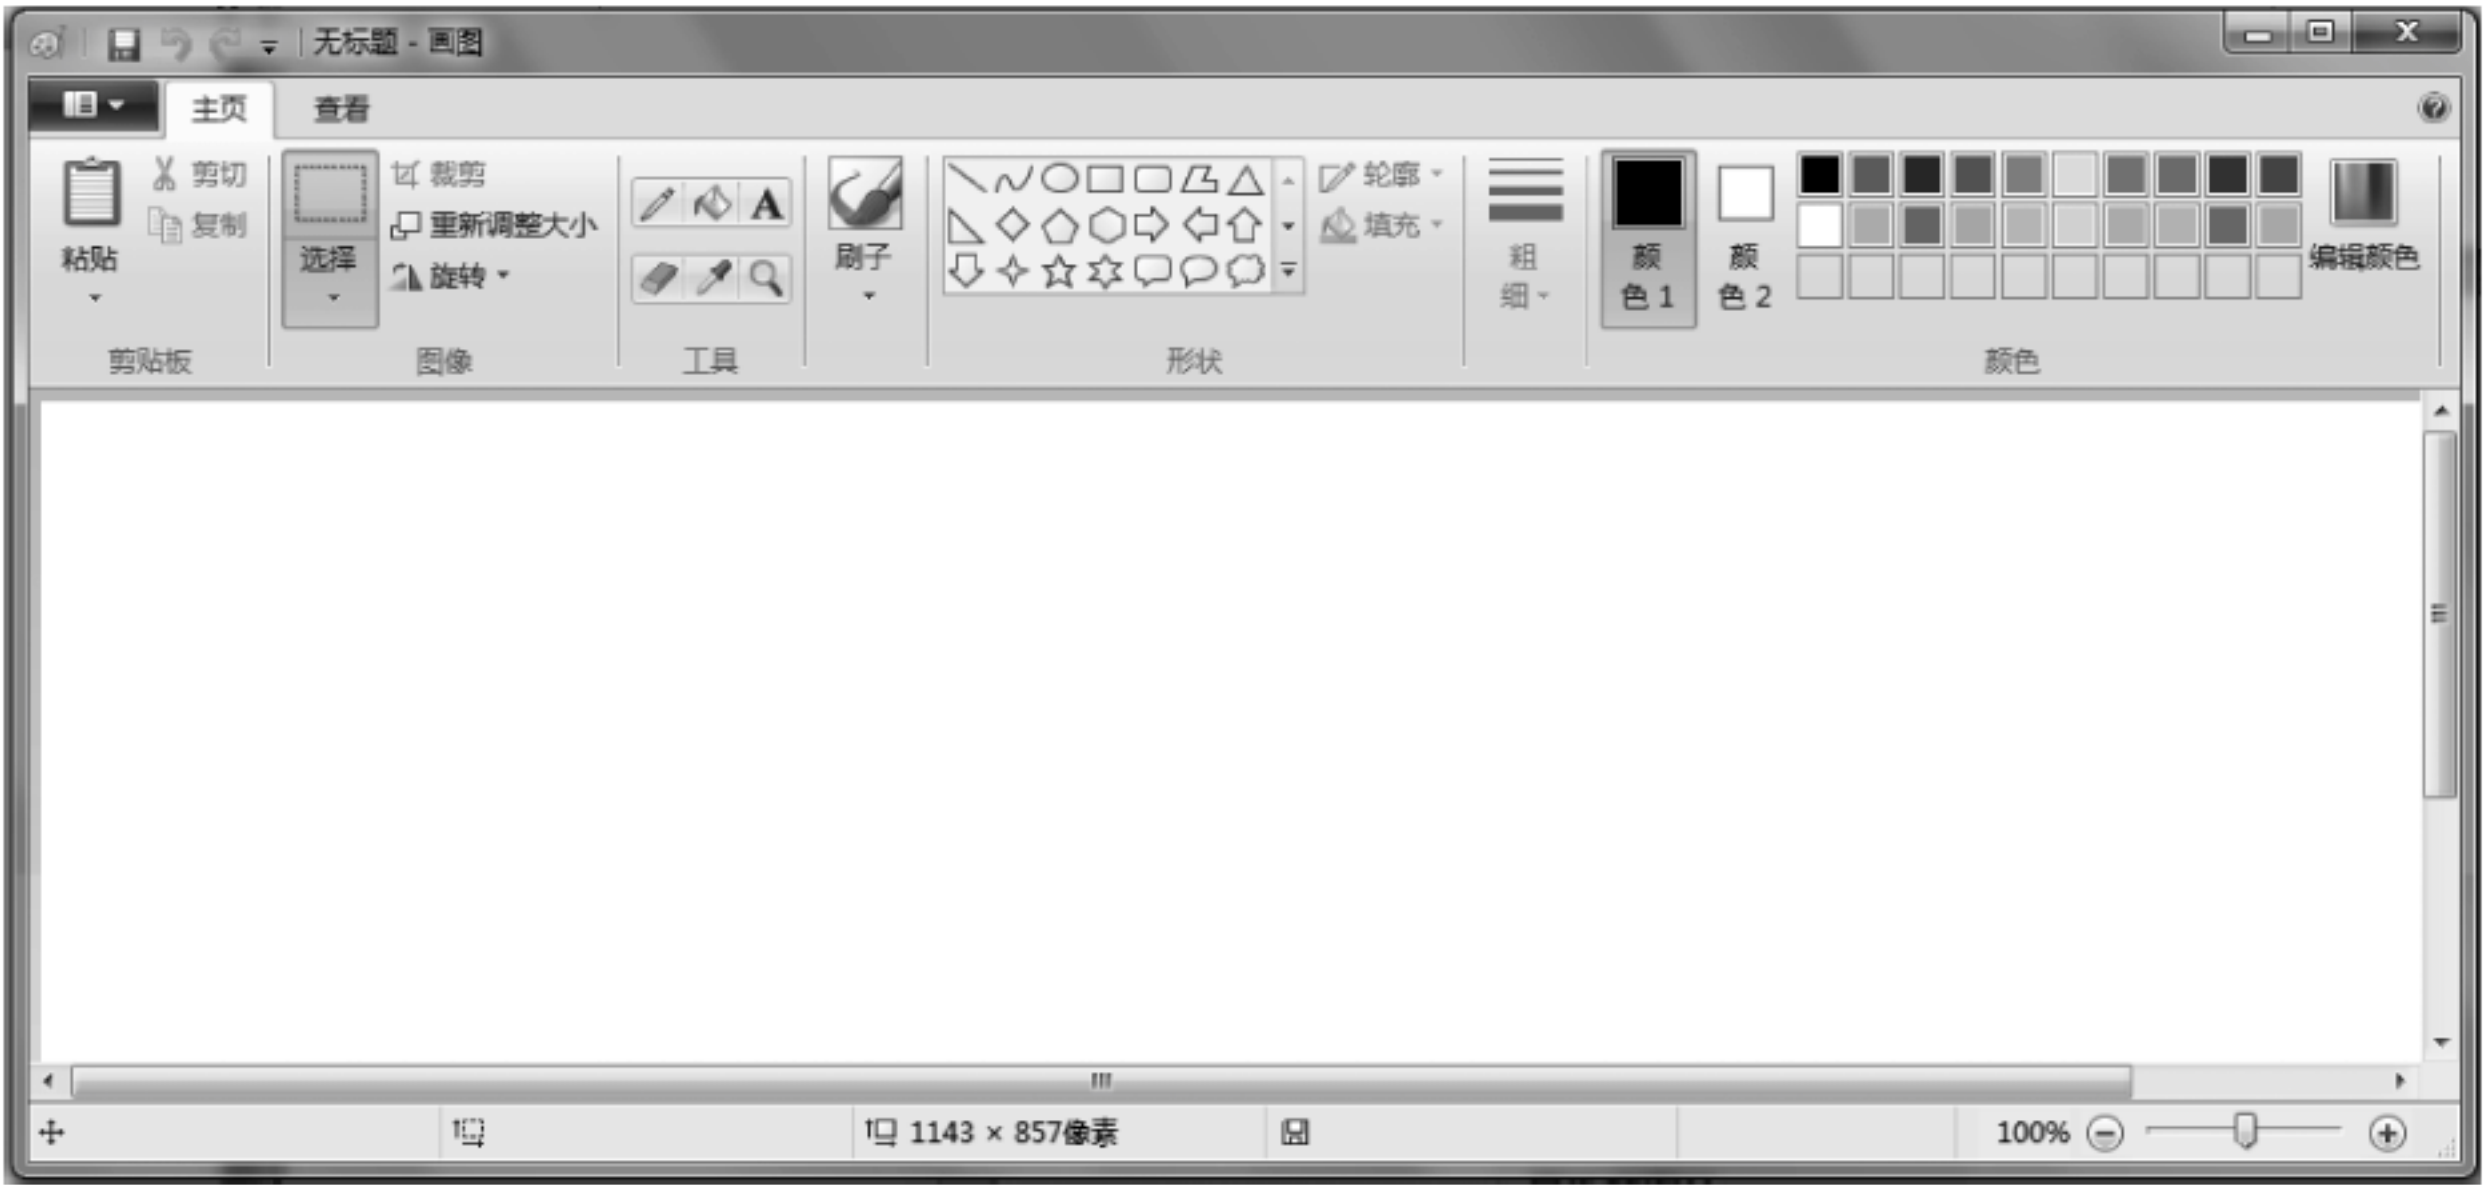 无标题 - 画图
主页 查看
剪切
复制
粘贴
剪贴板
选择
裁剪
重新调整大小
旋转
图像
A
工具
刷子
轮廓
填充
形状
粗
细
颜
色 1
颜
色 2
编辑颜色
颜色
1143 × 857像素
100%